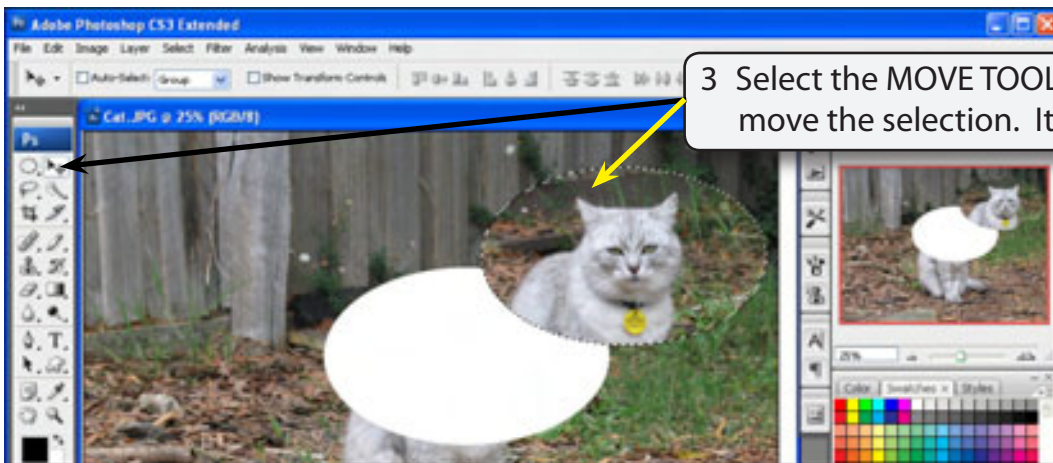 Adobe Photoshop CS3 Extended
File Edit Image Layer Select Filter Analysis View Window Help
Auto-Select: Group Show Transform Controls
3 Select the MOVE TOOL
move the selection. It
Cat.JPG @ 25% (RGB/8)
Ps
T
A
25%
Color Swatches × Styles